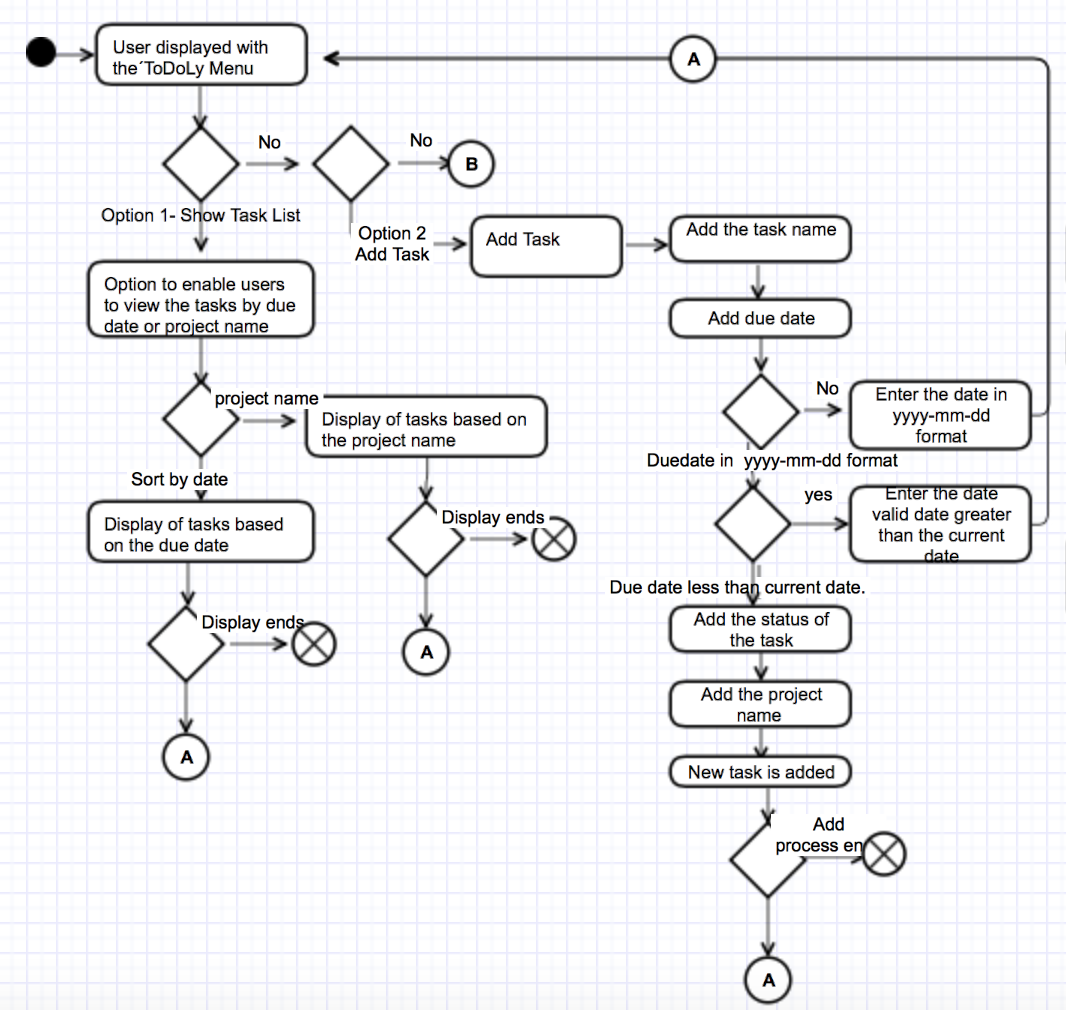 User displayed with
the´ToDoLy Menu
A
No
No
B
Option 1- Show Task List
Option 2
Add Task
Add Task
Add the task name
Option to enable users
to view the tasks by due
date or project name
Add due date
project name
Display of tasks based on
the project name
No
Enter the date in
yyyy-mm-dd
format
Duedate in yyyy-mm-dd format
Sort by date
yes
Enter the date
valid date greater
than the current
date
Display of tasks based
on the due date
Display ends
Due date less than current date.
Display ends
Add the status of
the task
A
Add the project
name
A
New task is added
Add
process en
A